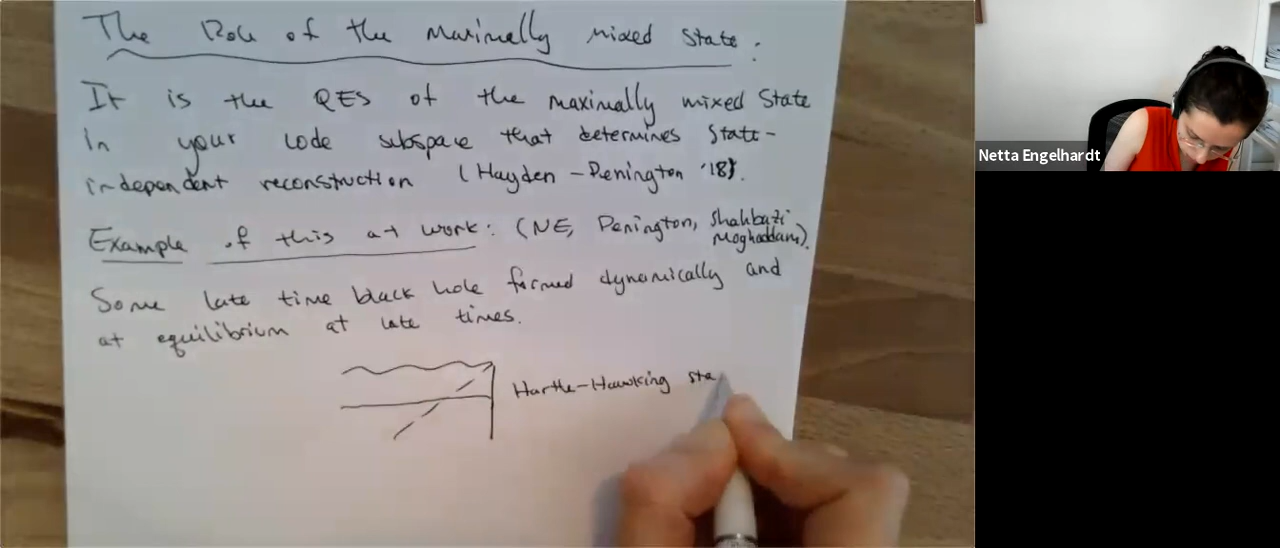 The Role of the Maximally mixed state.
It is the QES of the maximally mixed state
in your code subspace that determines state-
independent reconstruction (Hayden-Penington '18).
Example of this at work: (NE, Penington, Shahbazi
Moghaddam).
Some late time black hole formed dynamically and
at equilibrium at late times.
Hartle-Hawking sta
Netta Engelhardt